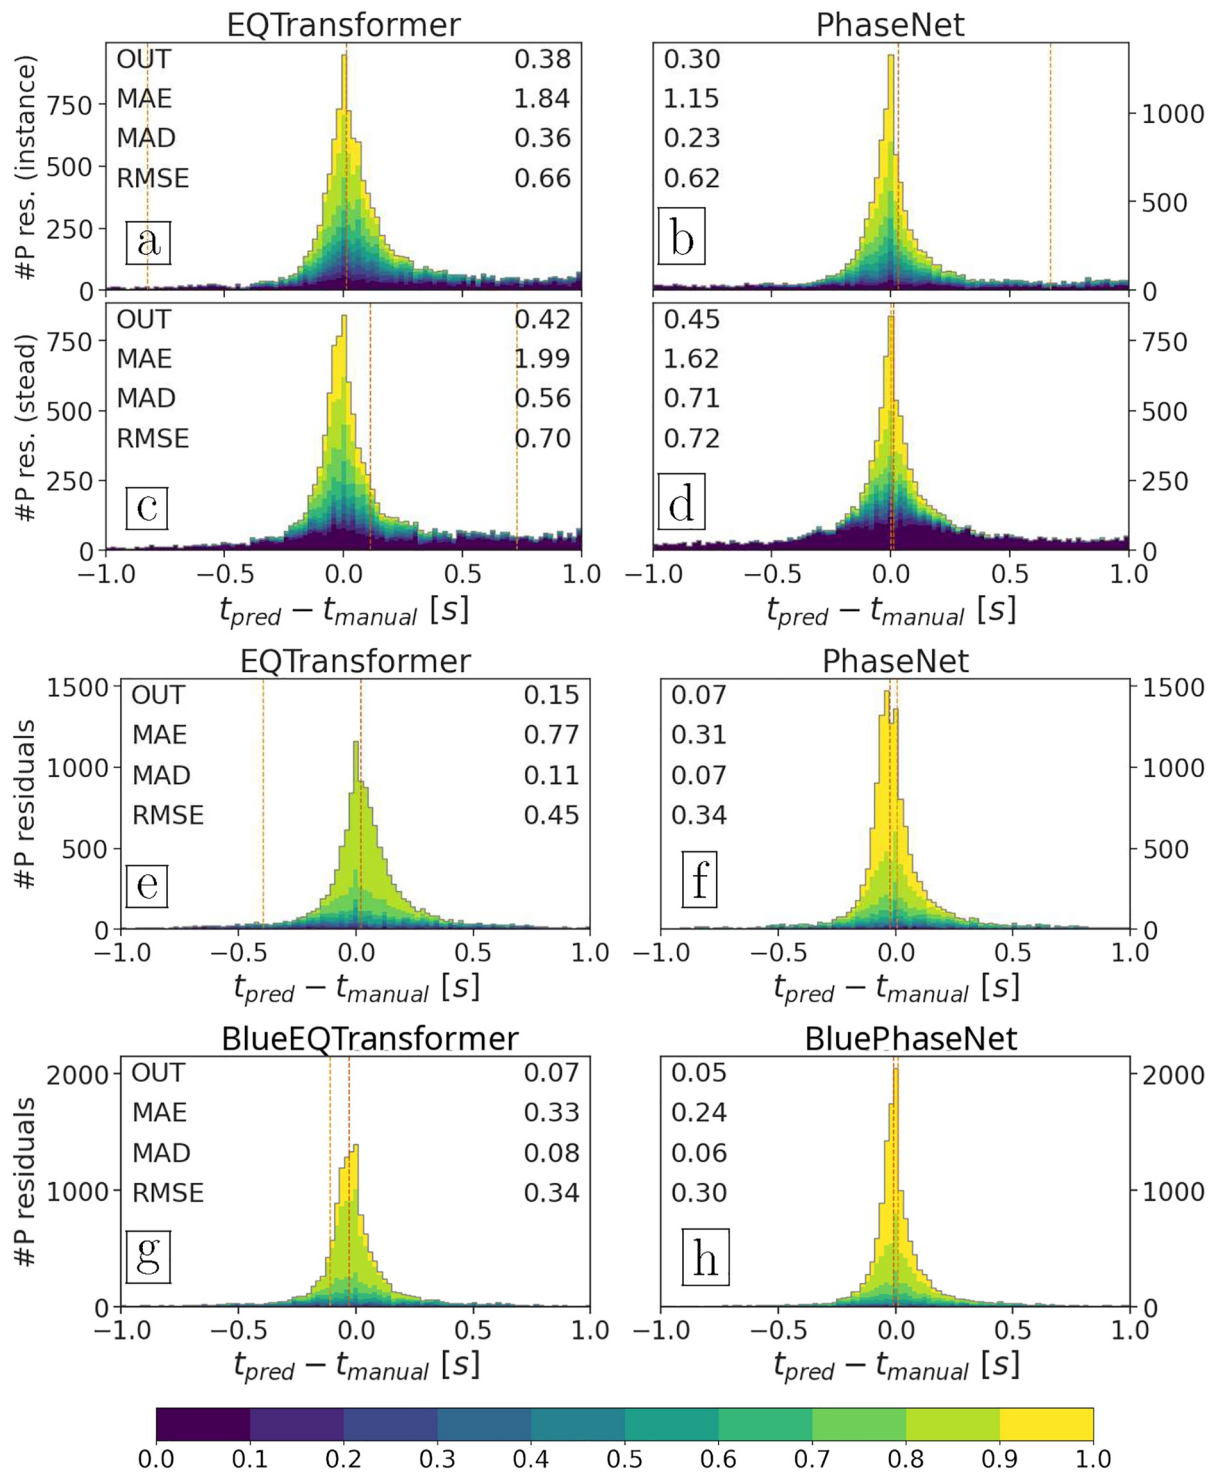 EQTransformer PhaseNet
#P res. (instance)
750
500
250
0
OUT 0.38
MAE 1.84
MAD 0.36
RMSE 0.66
a
0.30
1.15
0.23
0.62
b
1000
500
0
#P res. (stead)
750
500
250
0
OUT 0.42
MAE 1.99
MAD 0.56
RMSE 0.70
c
0.45
1.62
0.71
0.72
d
750
500
250
0
−1.0 −0.5 0.0 0.5 1.0 −1.0 −0.5 0.0 0.5 1.0
t_pred − t_manual [s] t_pred − t_manual [s]
EQTransformer PhaseNet
#P residuals
1500
1000
500
0
OUT 0.15
MAE 0.77
MAD 0.11
RMSE 0.45
e
0.07
0.31
0.07
0.34
f
1500
1000
500
0
−1.0 −0.5 0.0 0.5 1.0 −1.0 −0.5 0.0 0.5 1.0
t_pred − t_manual [s] t_pred − t_manual [s]
BlueEQTransformer BluePhaseNet
#P residuals
2000
1000
0
OUT 0.07
MAE 0.33
MAD 0.08
RMSE 0.34
g
0.05
0.24
0.06
0.30
h
2000
1000
0
−1.0 −0.5 0.0 0.5 1.0 −1.0 −0.5 0.0 0.5 1.0
t_pred − t_manual [s] t_pred − t_manual [s]
0.0 0.1 0.2 0.3 0.4 0.5 0.6 0.7 0.8 0.9 1.0